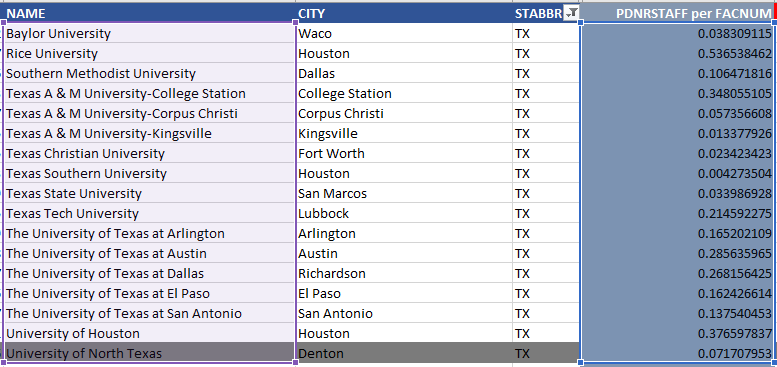 NAME CITY STABBR PDNRSTAFF per FACNUM
Baylor University Waco TX 0.038309115
Rice University Houston TX 0.536538462
Southern Methodist University Dallas TX 0.106471816
Texas A & M University-College Station College Station TX 0.348055105
Texas A & M University-Corpus Christi Corpus Christi TX 0.057356608
Texas A & M University-Kingsville Kingsville TX 0.013377926
Texas Christian University Fort Worth TX 0.023423423
Texas Southern University Houston TX 0.004273504
Texas State University San Marcos TX 0.033986928
Texas Tech University Lubbock TX 0.214592275
The University of Texas at Arlington Arlington TX 0.165202109
The University of Texas at Austin Austin TX 0.285635965
The University of Texas at Dallas Richardson TX 0.268156425
The University of Texas at El Paso El Paso TX 0.162426614
The University of Texas at San Antonio San Antonio TX 0.137540453
University of Houston Houston TX 0.376597837
University of North Texas Denton TX 0.071707953